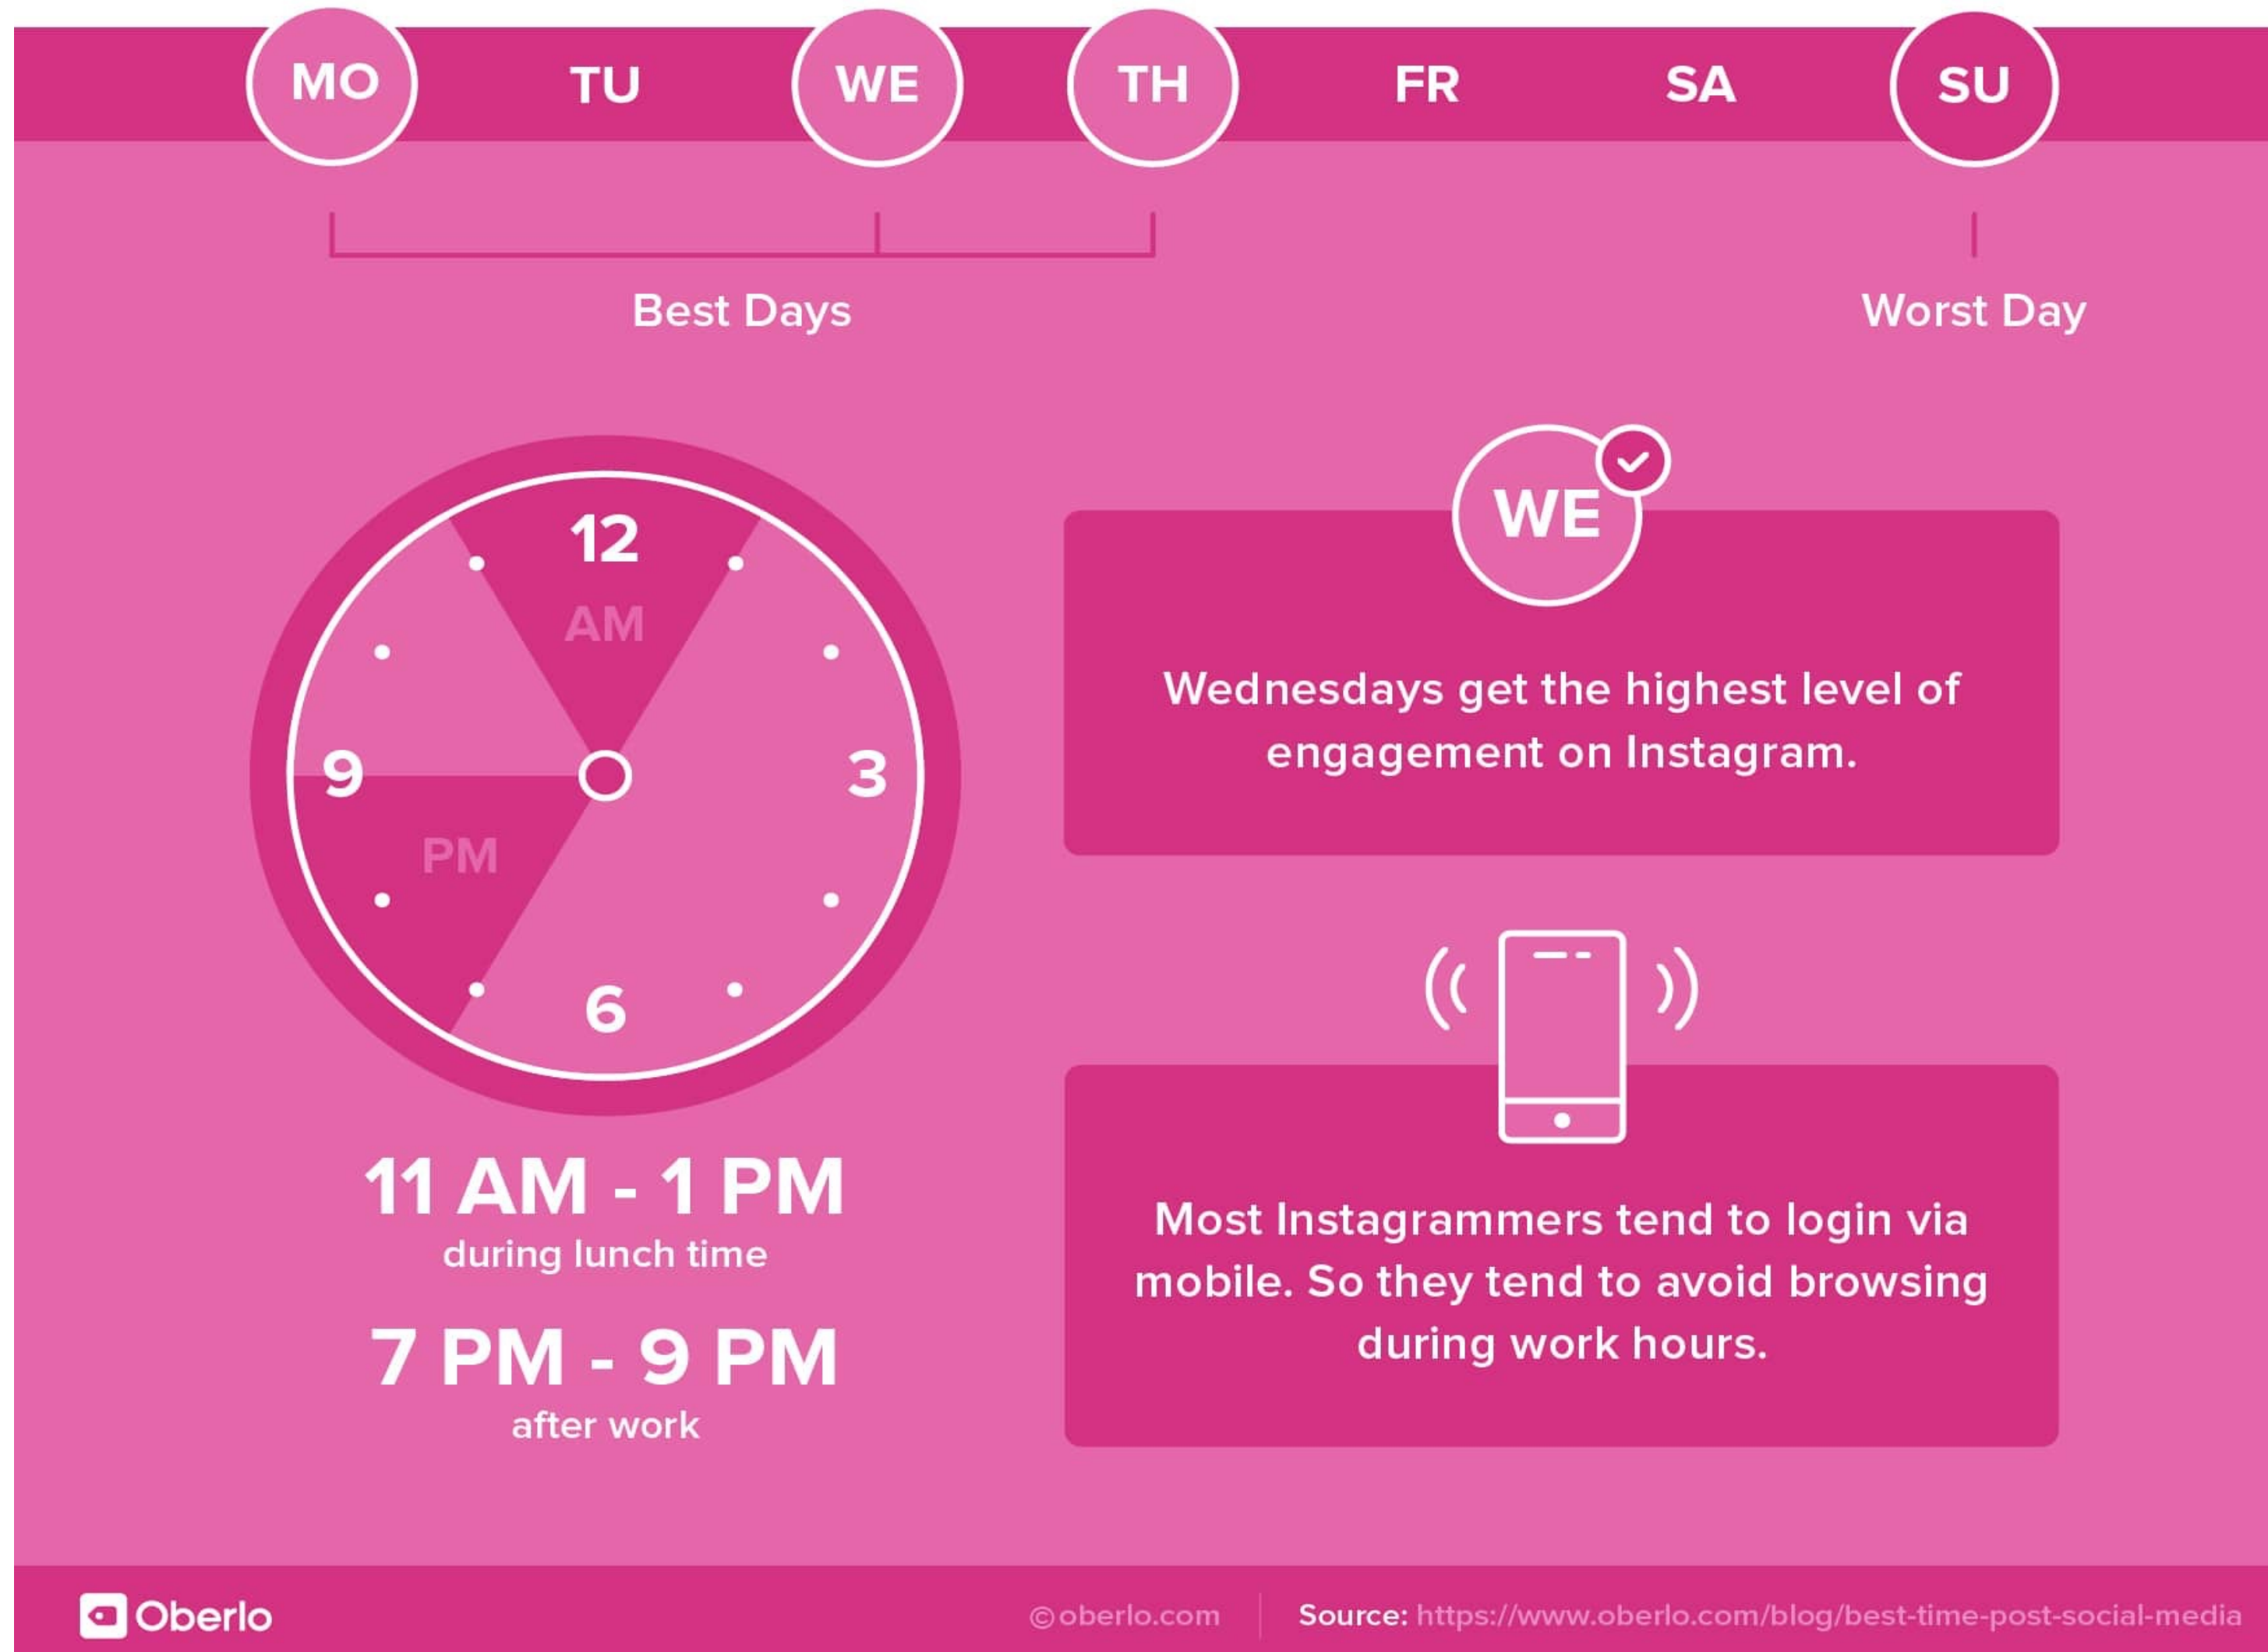 MO TU WE TH FR SA SU
Best Days
Worst Day
12
AM
9
3
PM
6
11 AM - 1 PM
during lunch time
7 PM - 9 PM
after work
WE
Wednesdays get the highest level of
engagement on Instagram.
Most Instagrammers tend to login via
mobile. So they tend to avoid browsing
during work hours.
Oberlo
©oberlo.com
Source: https://www.oberlo.com/blog/best-time-post-social-media